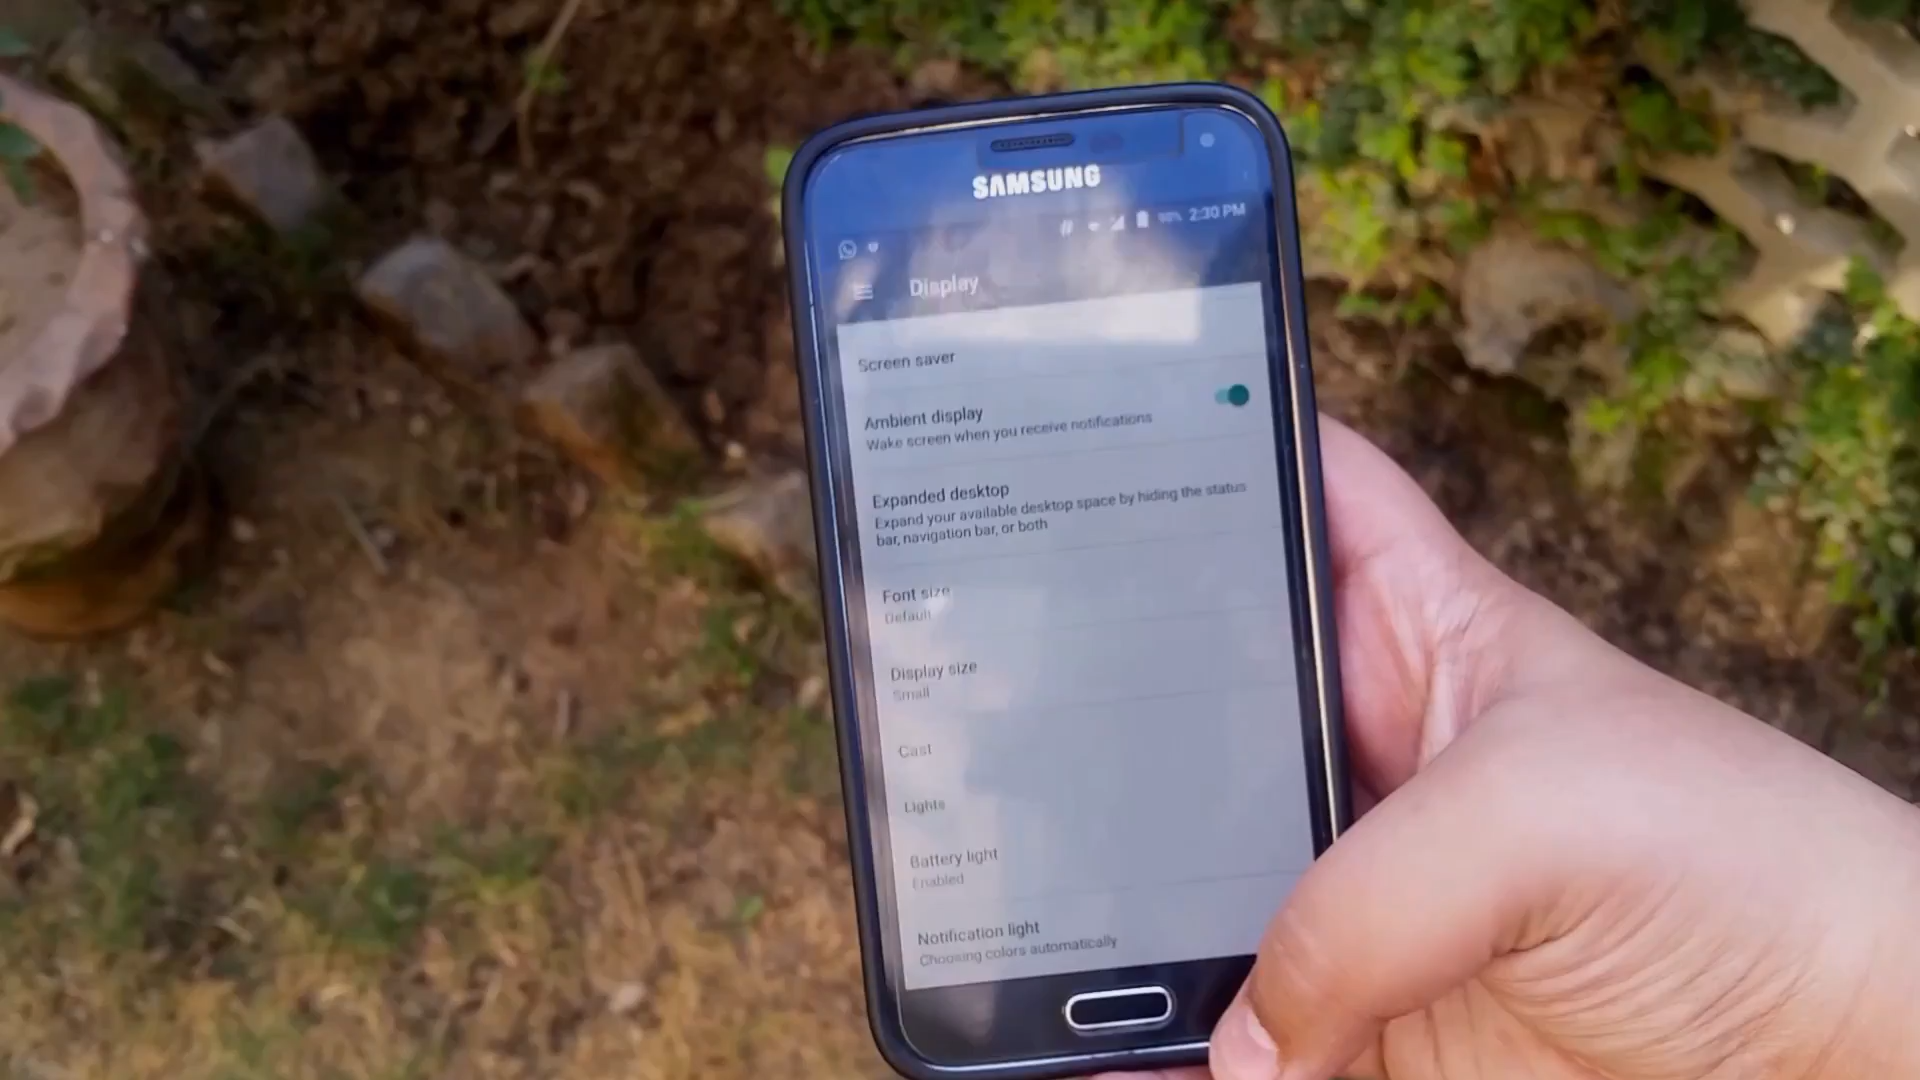 SAMSUNG
2:30 PM
Display
Screen saver
Ambient display
Wake screen when you receive notifications
Expanded desktop
Expand your available desktop space by hiding the status
bar, navigation bar, or both
Font size
Default
Display size
Small
Cast
Lights
Battery light
Enabled
Notification light
Choosing colors automatically